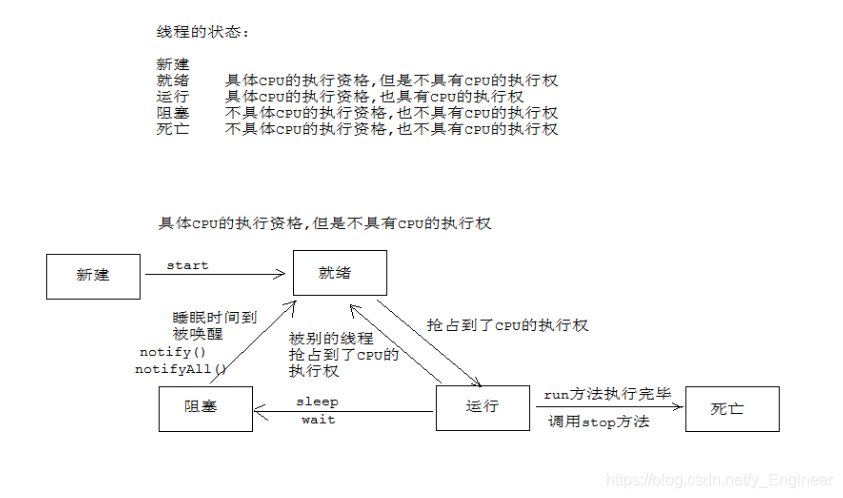 线程的状态：
新建
就绪 具体CPU的执行资格,但是不具有CPU的执行权
运行 具体CPU的执行资格,也具有CPU的执行权
阻塞 不具体CPU的执行资格,也不具有CPU的执行权
死亡 不具体CPU的执行资格,也不具有CPU的执行权
具体CPU的执行资格,但是不具有CPU的执行权
新建
start
就绪
睡眠时间到
被唤醒
notify()
notifyAll()
被别的线程
抢占到了CPU的
执行权
抢占到了CPU的执行权
阻塞
sleep
wait
运行
run方法执行完毕
调用stop方法
死亡
https://blog.csdn.net/y_Engineer